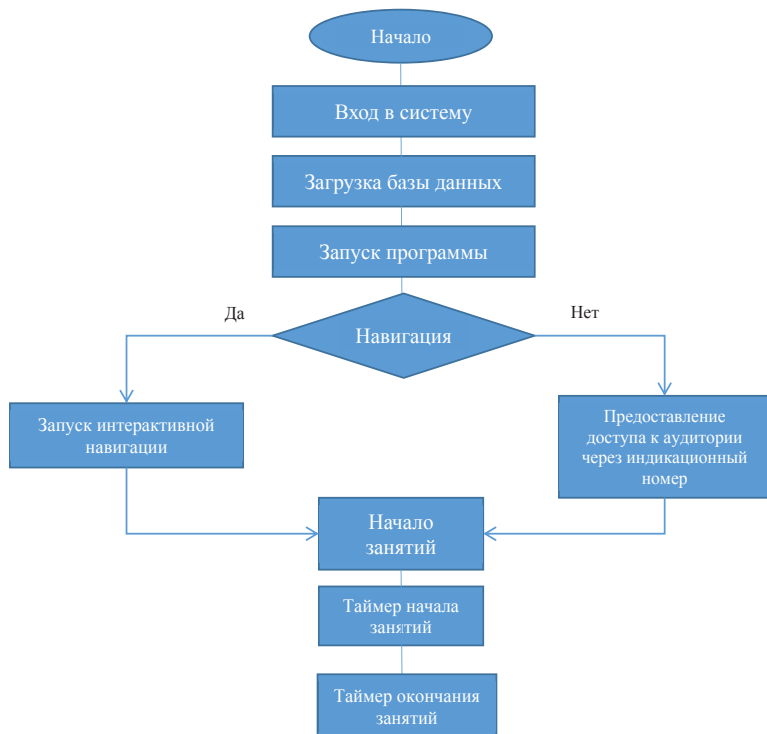 Начало
Вход в систему
Загрузка базы данных
Запуск программы
Да
Нет
Навигация
Запуск интерактивной
навигации
Предоставление
доступа к аудитории
через индикационный
номер
Начало
занятий
Таймер начала
занятий
Таймер окончания
занятий